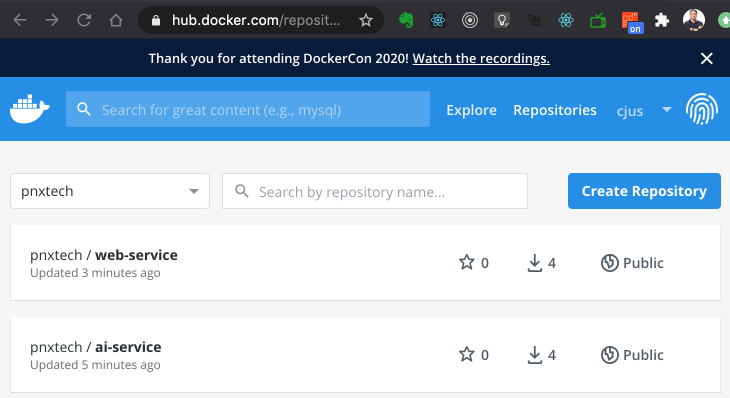 hub.docker.com/reposit...
on
Thank you for attending DockerCon 2020! Watch the recordings.
Search for great content (e.g., mysql)
Explore
Repositories
cjus
pnxtech
Search by repository name...
Create Repository
pnxtech / web-service
0
4
Public
Updated 3 minutes ago
pnxtech / ai-service
0
4
Public
Updated 5 minutes ago